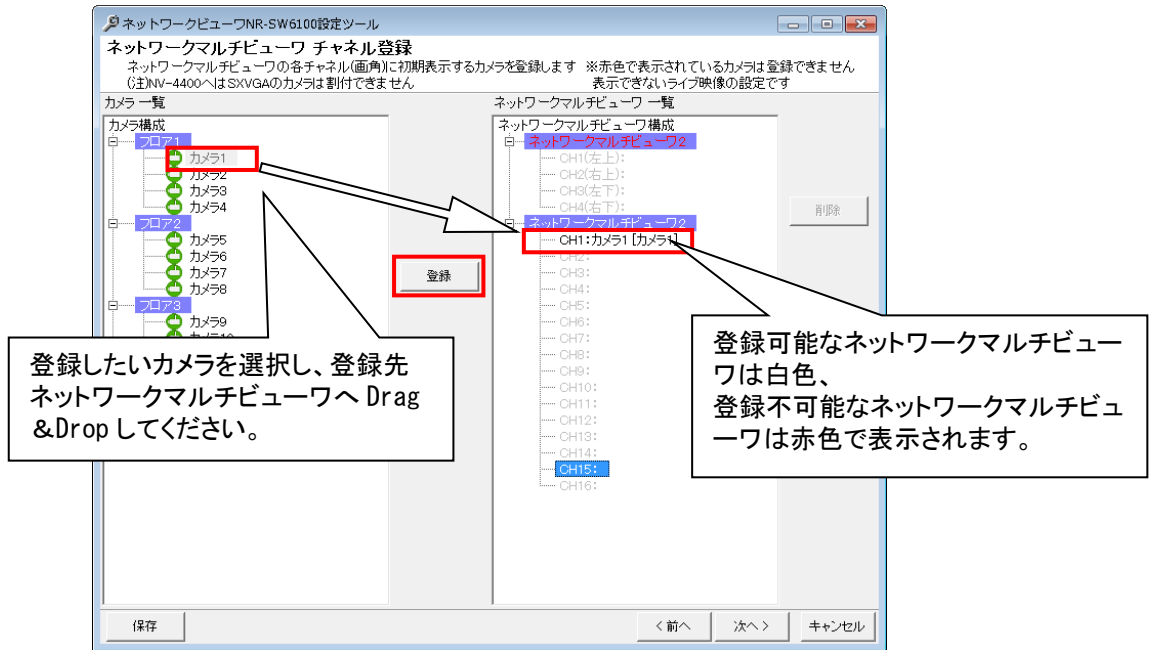 ネットワークビューワNR-SW6100設定ツール
ネットワークマルチビューワ チャネル登録
ネットワークマルチビューワの各チャネル(画角)に初期表示するカメラを登録します ※赤色で表示されているカメラは登録できません
(注)NV-4400へはSXVGAのカメラは割付できません 表示できないライブ映像の設定です
カメラ一覧
カメラ構成
フロア1
カメラ1
カメラ2
カメラ3
カメラ4
フロア2
カメラ5
カメラ6
カメラ7
カメラ8
フロア3
カメラ9
登録したいカメラを選択し、登録先
ネットワークマルチビューワへ Drag
&Drop してください。
登録
ネットワークマルチビューワ 一覧
ネットワークマルチビューワ構成
ネットワークマルチビューワ2
CH1(左上):
CH2(右上):
CH3(左下):
CH4(右下):
ネットワークマルチビューワ2
CH1:カメラ1 [カメラ1]
CH2:
CH3:
CH4:
CH5:
CH6:
CH7:
CH8:
CH9:
CH10:
CH11:
CH12:
CH13:
CH14:
CH15:
CH16:
削除
登録可能なネットワークマルチビュー
ワは白色、
登録不可能なネットワークマルチビュ
ーワは赤色で表示されます。
保存
<前へ
次へ>
キャンセル